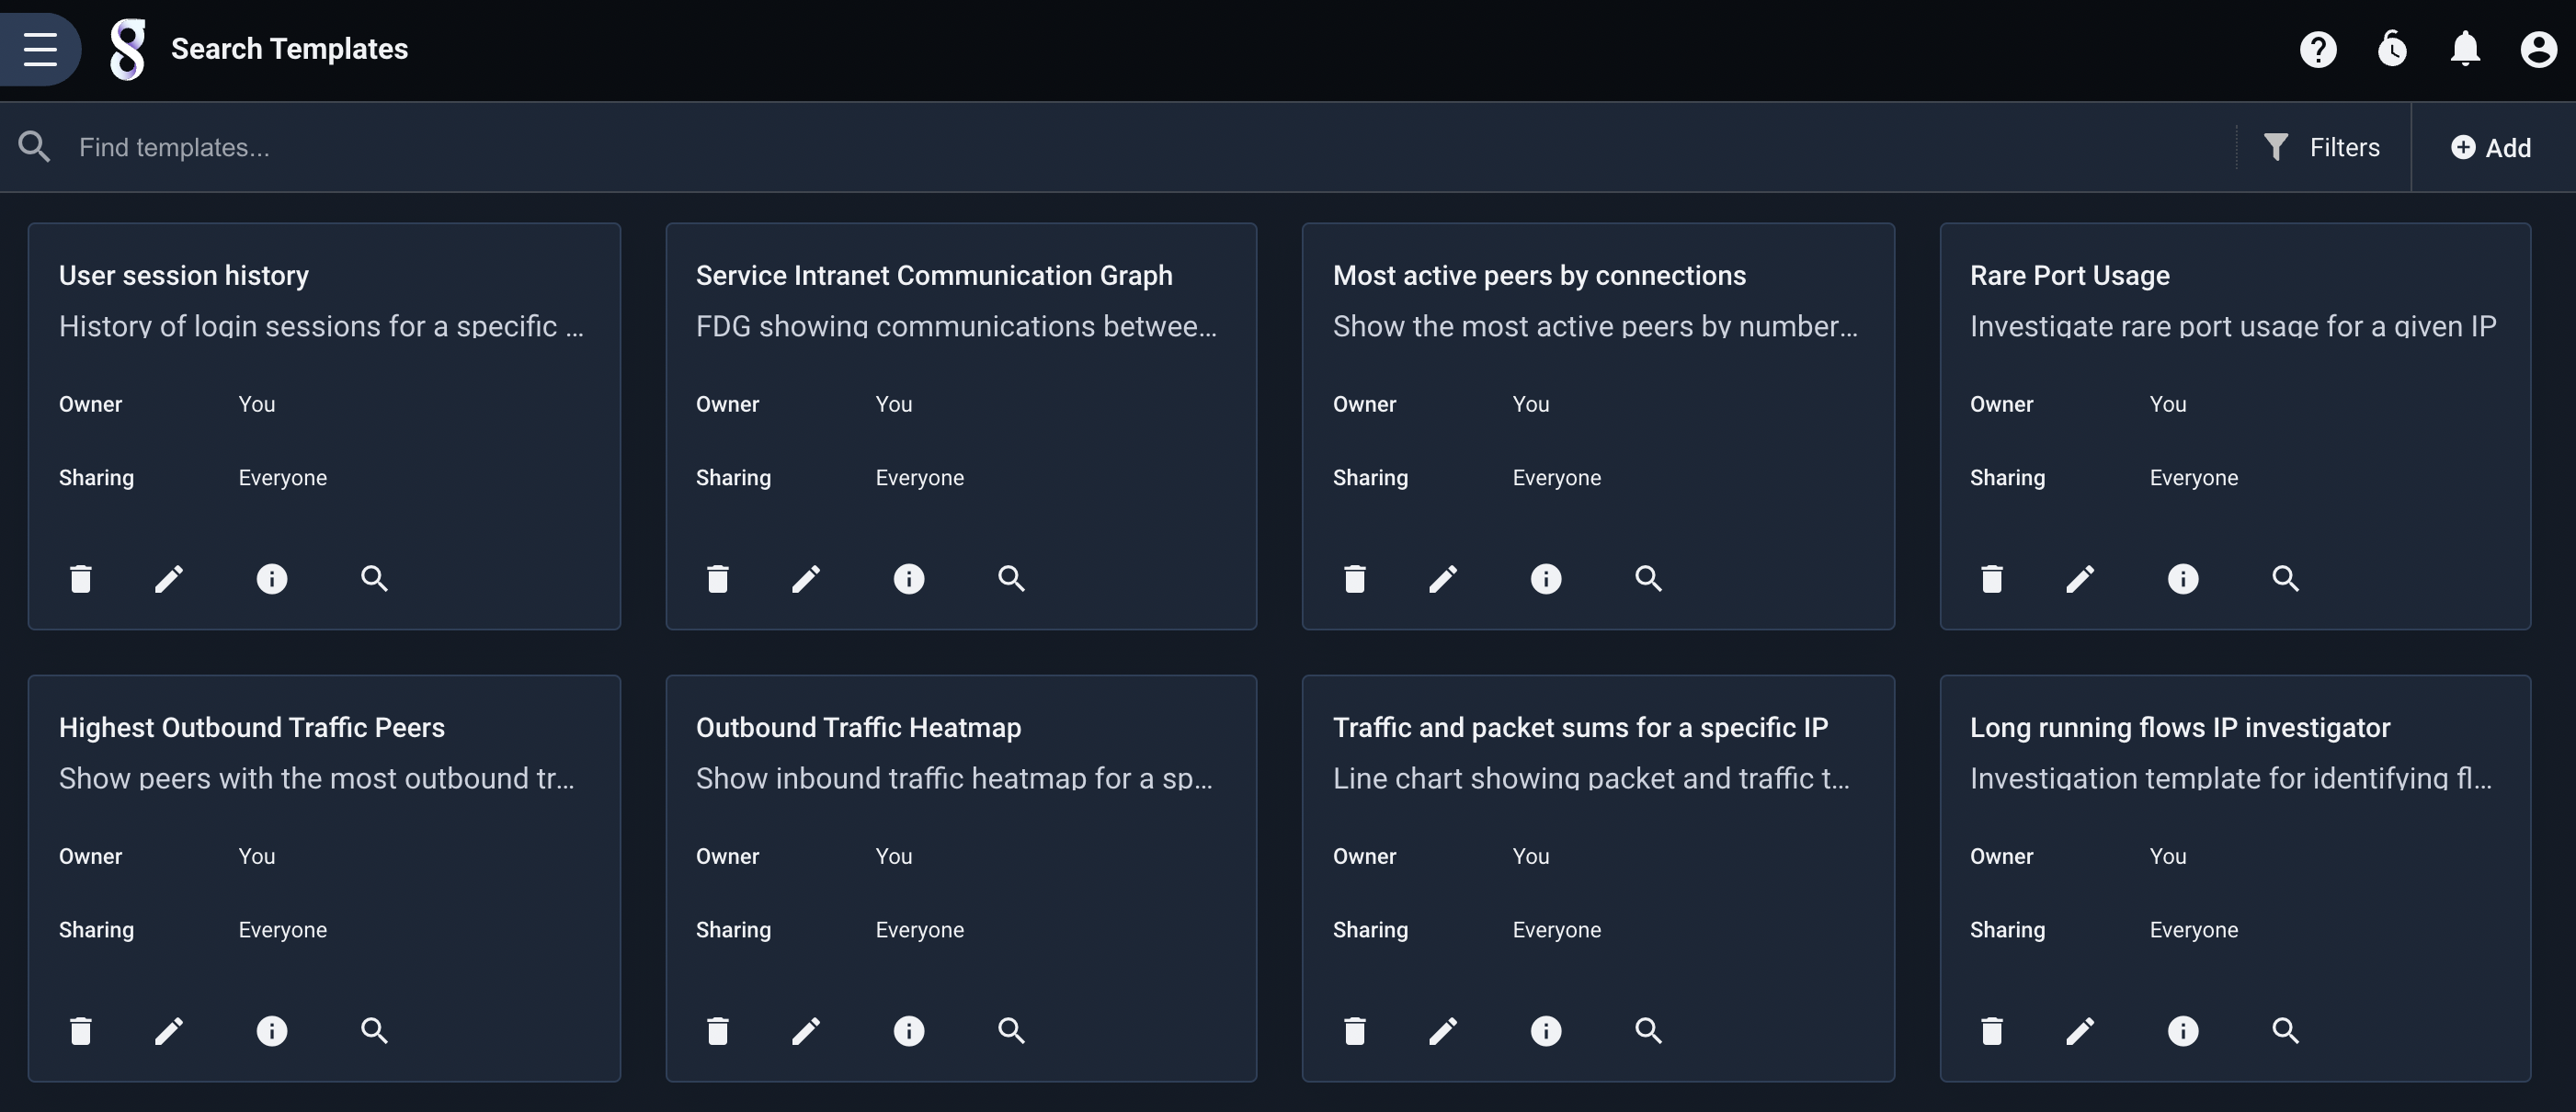 Search Templates
Find templates...
Filters
Add
User session history
History of login sessions for a specific ...
Owner You
Sharing Everyone
Service Intranet Communication Graph
FDG showing communications betwee...
Owner You
Sharing Everyone
Most active peers by connections
Show the most active peers by number...
Owner You
Sharing Everyone
Rare Port Usage
Investigate rare port usage for a given IP
Owner You
Sharing Everyone
Highest Outbound Traffic Peers
Show peers with the most outbound tr...
Owner You
Sharing Everyone
Outbound Traffic Heatmap
Show inbound traffic heatmap for a sp...
Owner You
Sharing Everyone
Traffic and packet sums for a specific IP
Line chart showing packet and traffic t...
Owner You
Sharing Everyone
Long running flows IP investigator
Investigation template for identifying fl...
Owner You
Sharing Everyone